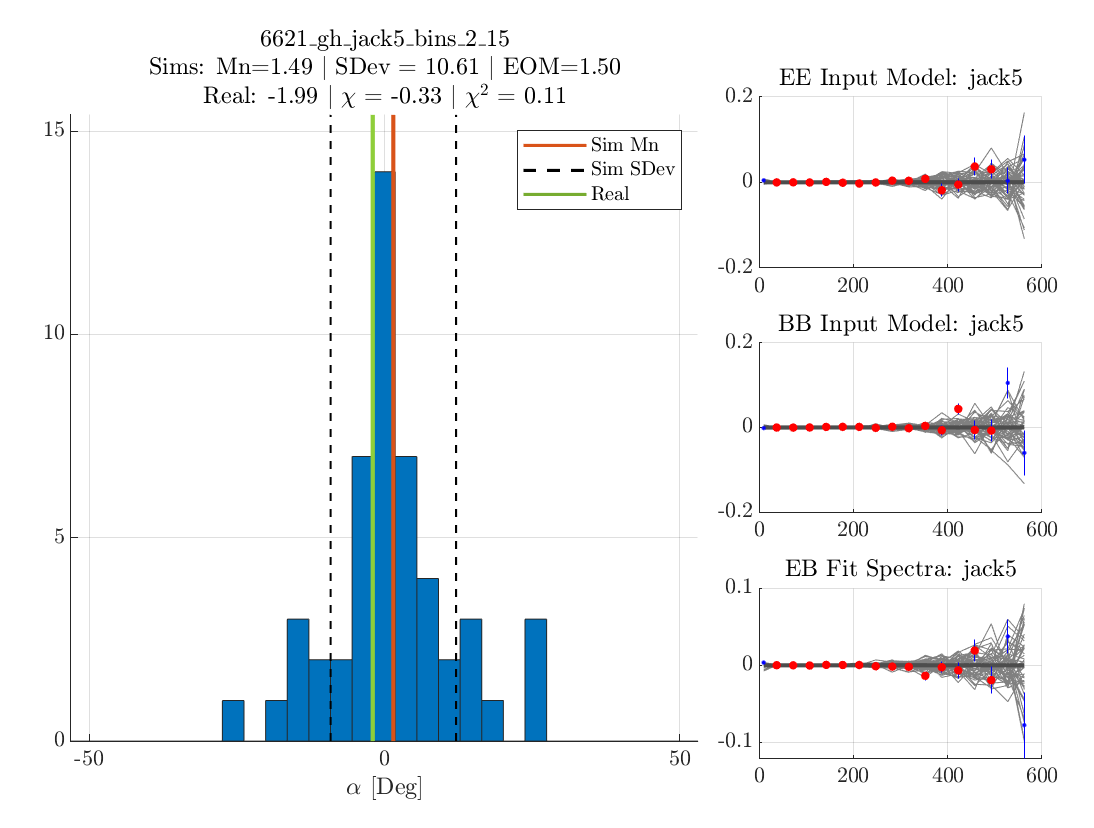 6621_gh_jack5_bins_2_15
Sims: Mn=1.49 | SDev = 10.61 | EOM=1.50
Real: -1.99 | χ = -0.33 | χ² = 0.11
15
10
5
0
-50
0
50
α [Deg]
Sim Mn
Sim SDev
Real
EE Input Model: jack5
0.2
0
-0.2
0
200
400
600
BB Input Model: jack5
0.2
0
-0.2
0
200
400
600
EB Fit Spectra: jack5
0.1
0
-0.1
0
200
400
600